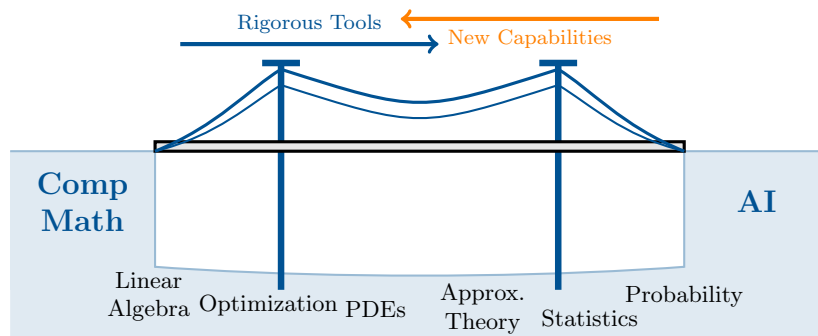 Rigorous Tools
New Capabilities
Comp
Math
AI
Linear
Algebra
Optimization
PDEs
Approx.
Theory
Statistics
Probability